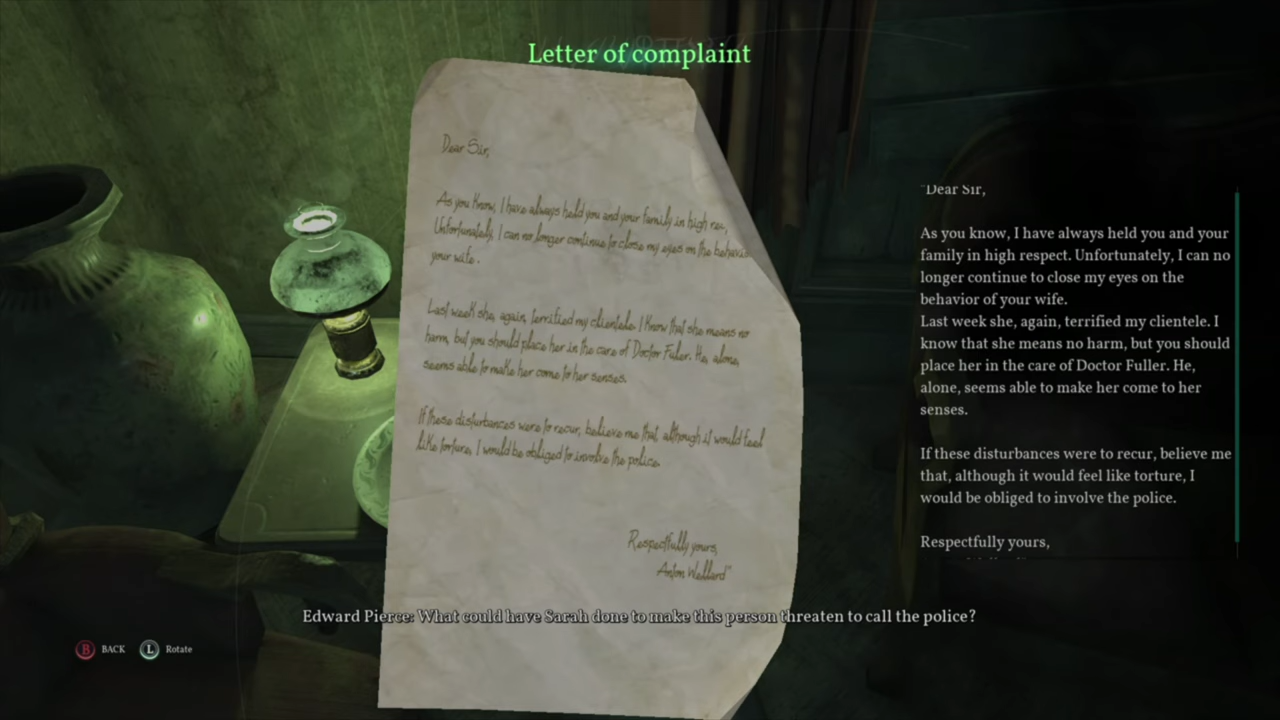 Letter of complaint
Dear Sir,
As you know, I have always held you and your family in high
Unfortunately, I can no longer continue to close my eyes on the
your wife.
Last week she, again, terrified my clientele. I know that she means no
harm, but you should place her in the care of Doctor Fuller. He, alone,
seems able to make her come to her senses.
If these disturbances were to recur, believe me that, although it would feel
like torture, I would be obliged to involve the police.
Respectfully yours,
Anton Welland"
"Dear Sir,
As you know, I have always held you and your
family in high respect. Unfortunately, I can no
longer continue to close my eyes on the
behavior of your wife.
Last week she, again, terrified my clientele. I
know that she means no harm, but you should
place her in the care of Doctor Fuller. He,
alone, seems able to make her come to her
senses.
If these disturbances were to recur, believe me
that, although it would feel like torture, I
would be obliged to involve the police.
Respectfully yours,
Edward Pierce: What could have Sarah done to make this person threaten to call the police?
B BACK L Rotate